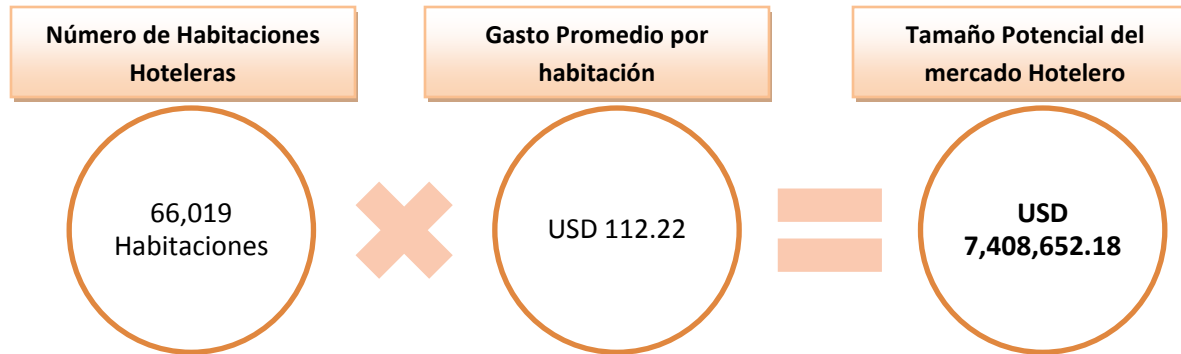 Número de Habitaciones
Hoteleras
Gasto Promedio por
habitación
Tamaño Potencial del
mercado Hotelero
66,019
Habitaciones
USD 112.22
USD
7,408,652.18